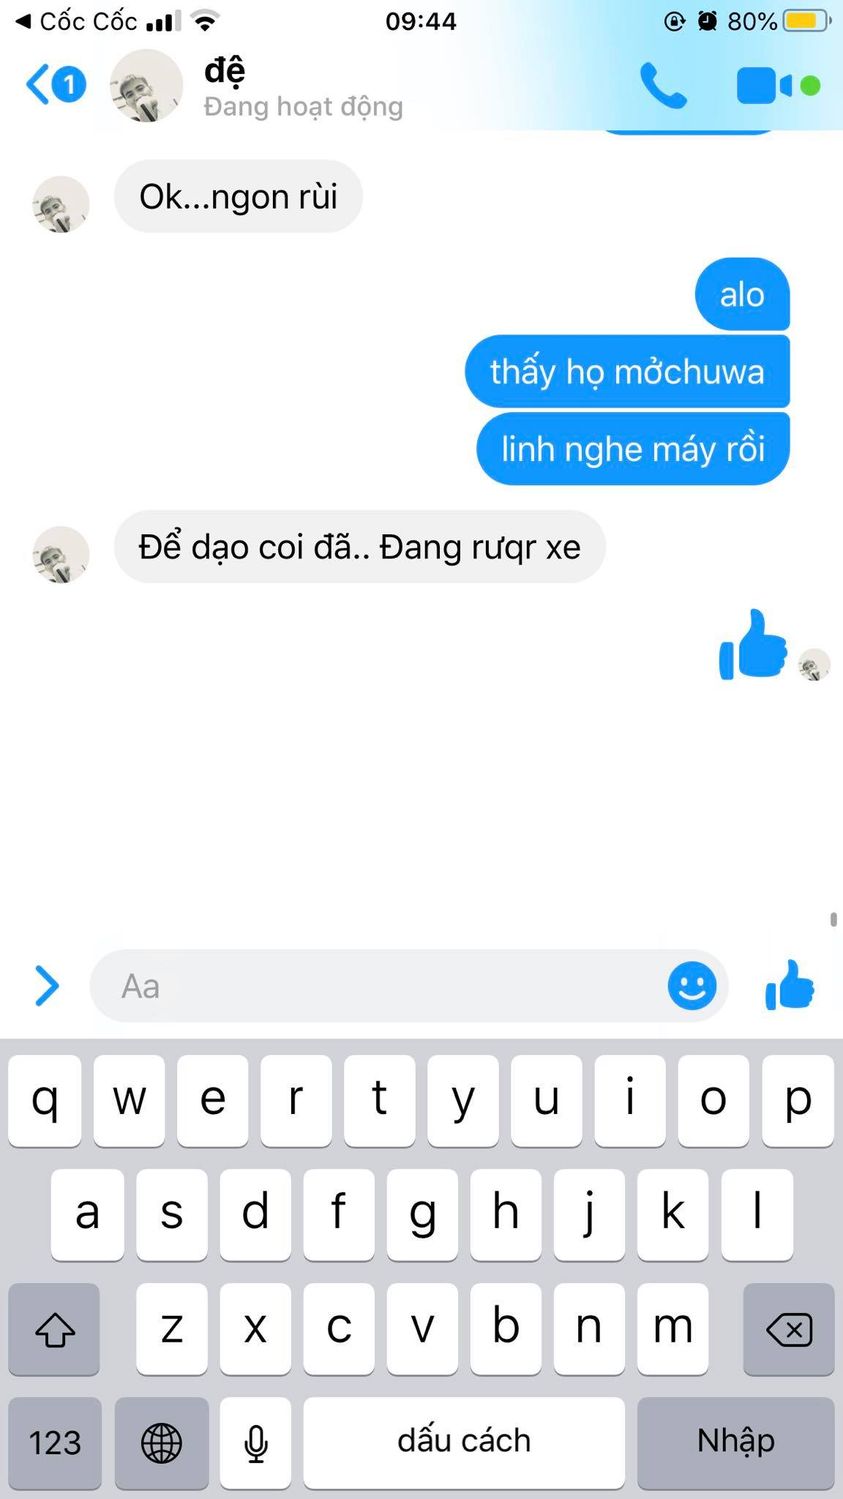 ◀ Cốc Cốc 09:44 80%
1 đệ
Đang hoạt động
Ok...ngon rùi
alo
thấy họ mởchuwa
linh nghe máy rồi
Để dạo coi đã.. Đang rưqr xe
Aa
q w e r t y u i o p
a s d f g h j k l
z x c v b n m
123 dấu cách Nhập